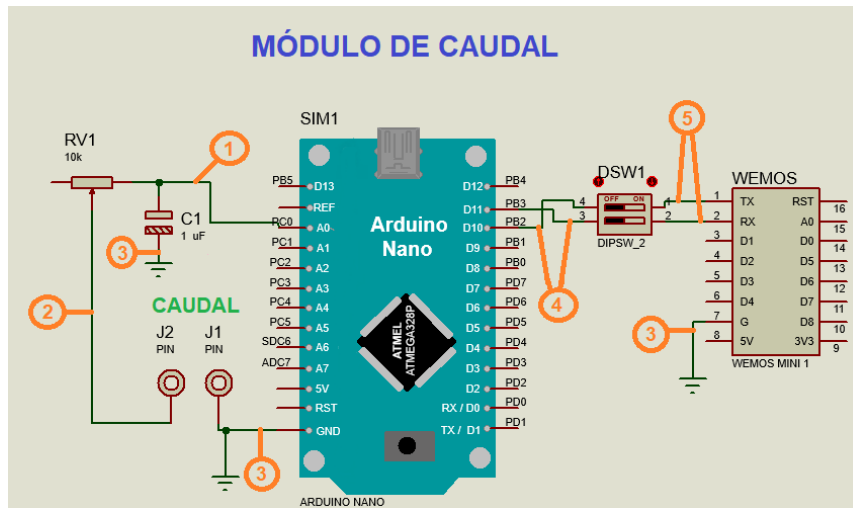 MÓDULO DE CAUDAL
SIM1
RV1
10k
1
C1
1 uF
3
2
CAUDAL
J2
PIN
J1
PIN
3
PB5
PC0
PC1
PC2
PC3
PC4
PC5
SDC6
ADC7
D13
REF
A0
A1
A2
A3
A4
A5
A6
A7
5V
RST
GND
Arduino
Nano
ATMEL
ATMEGA328P
D12
D11
D10
D9
D8
D7
D6
D5
D4
D3
D2
RX / D0
TX / D1
PB4
PB3
PB2
PB1
PB0
PD7
PD6
PD5
PD4
PD3
PD2
PD0
PD1
ARDUINO NANO
4
DSW1
4
3
OFF ON
1
2
DIPSW_2
5
WEMOS
1
2
3
4
5
6
7
8
TX
RX
D1
D2
D3
D4
G
5V
RST
A0
D0
D5
D6
D7
D8
3V3
16
15
14
13
12
11
10
9
3
WEMOS MINI 1